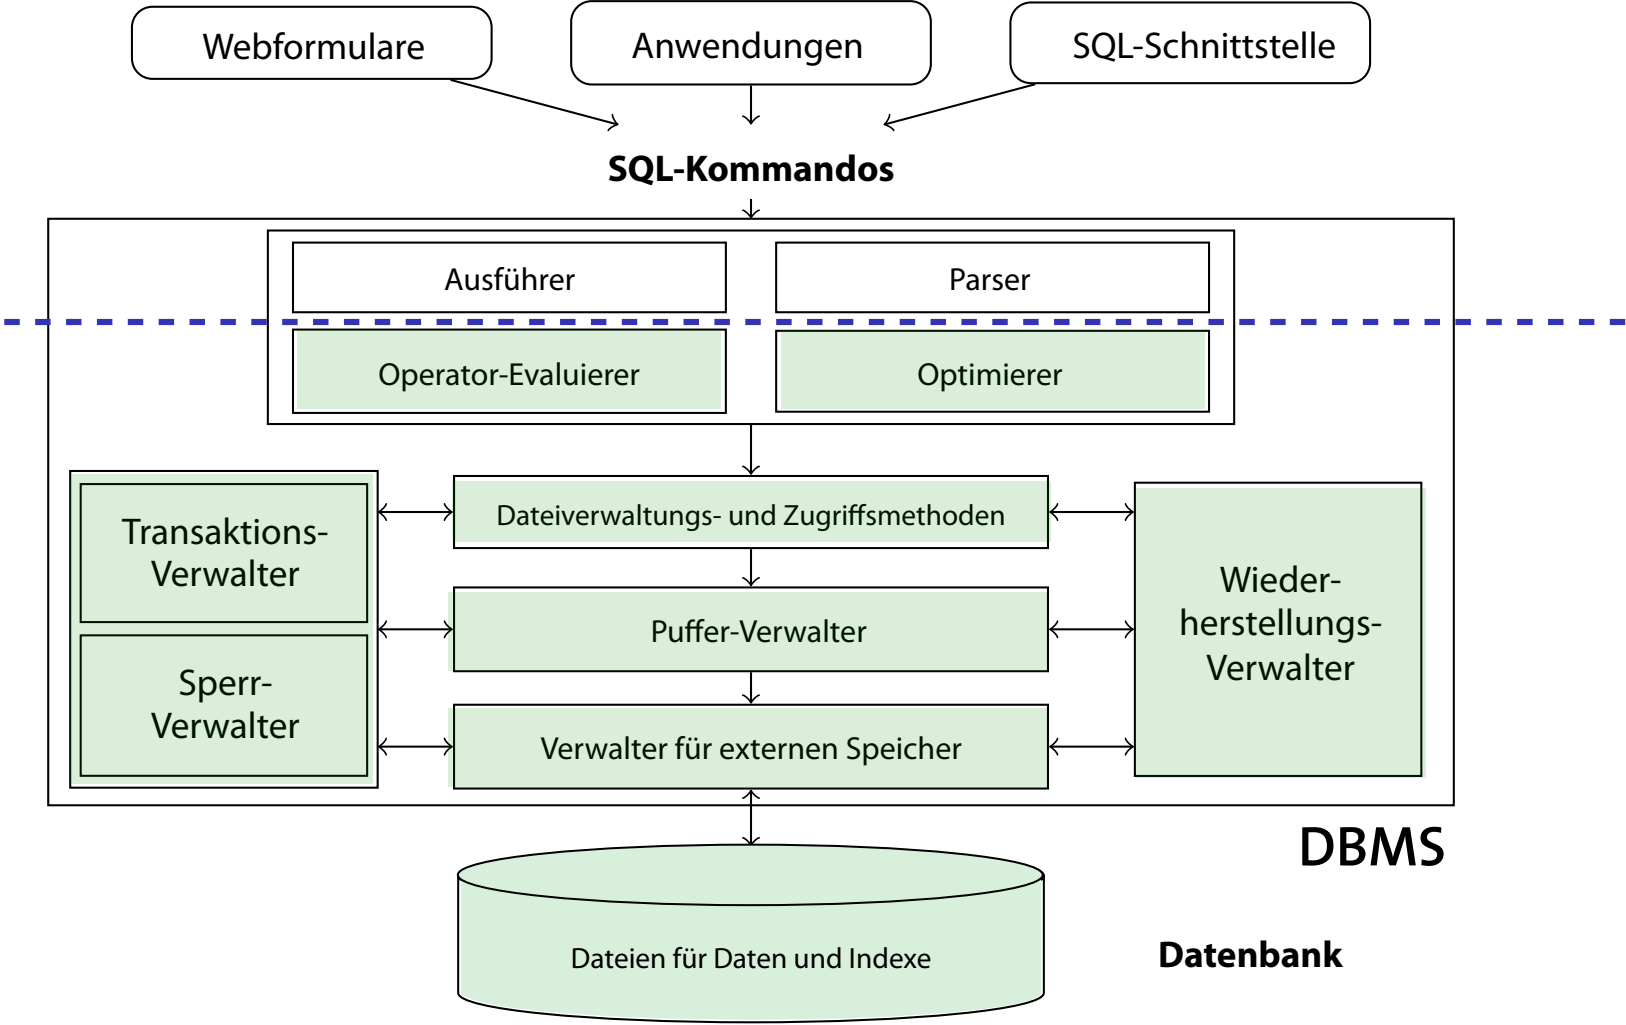 Webformulare
Anwendungen
SQL-Schnittstelle
SQL-Kommandos
Ausführer
Parser
Operator-Evaluierer
Optimierer
Transaktions-
Verwalter
Sperr-
Verwalter
Dateiverwaltungs- und Zugriffsmethoden
Puffer-Verwalter
Verwalter für externen Speicher
Wieder-
herstellungs-
Verwalter
DBMS
Dateien für Daten und Indexe
Datenbank